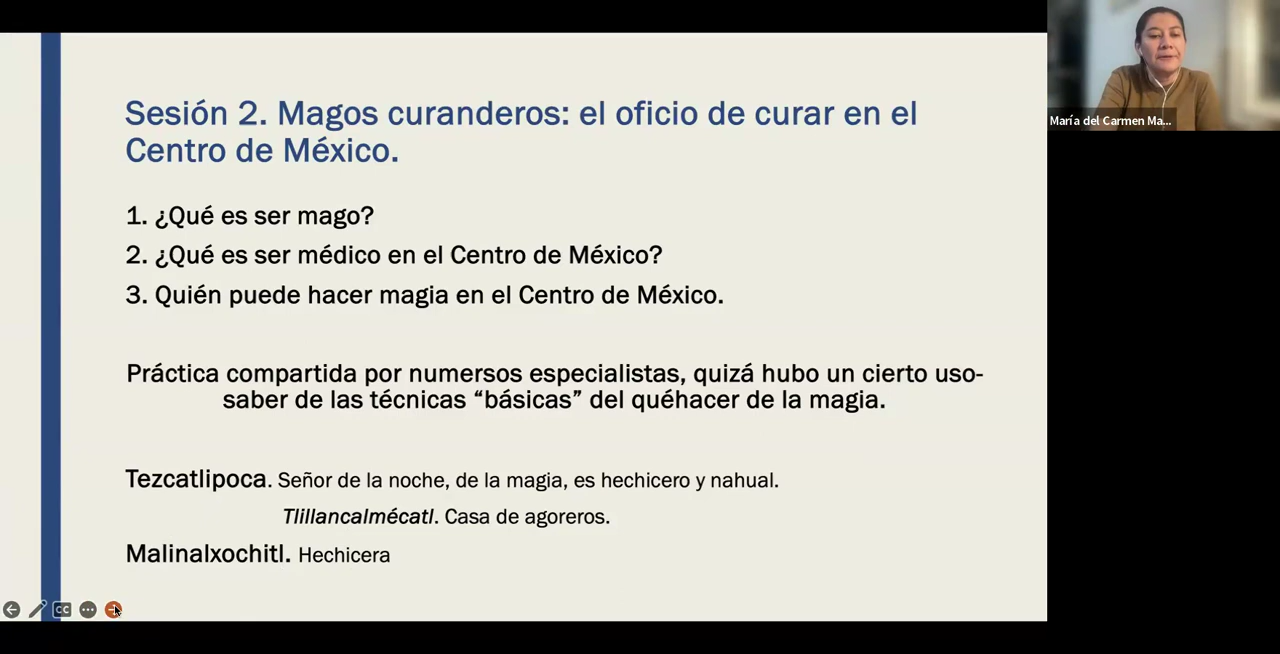 Sesión 2. Magos curanderos: el oficio de curar en el
Centro de México.
1. ¿Qué es ser mago?
2. ¿Qué es ser médico en el Centro de México?
3. Quién puede hacer magia en el Centro de México.
Práctica compartida por numersos especialistas, quizá hubo un cierto uso-
saber de las técnicas “básicas” del quéhacer de la magia.
Tezcatlipoca. Señor de la noche, de la magia, es hechicero y nahual.
Tlillancalmécatl. Casa de agoreros.
Malinalxochitl. Hechicera
CC
María del Carmen Ma...